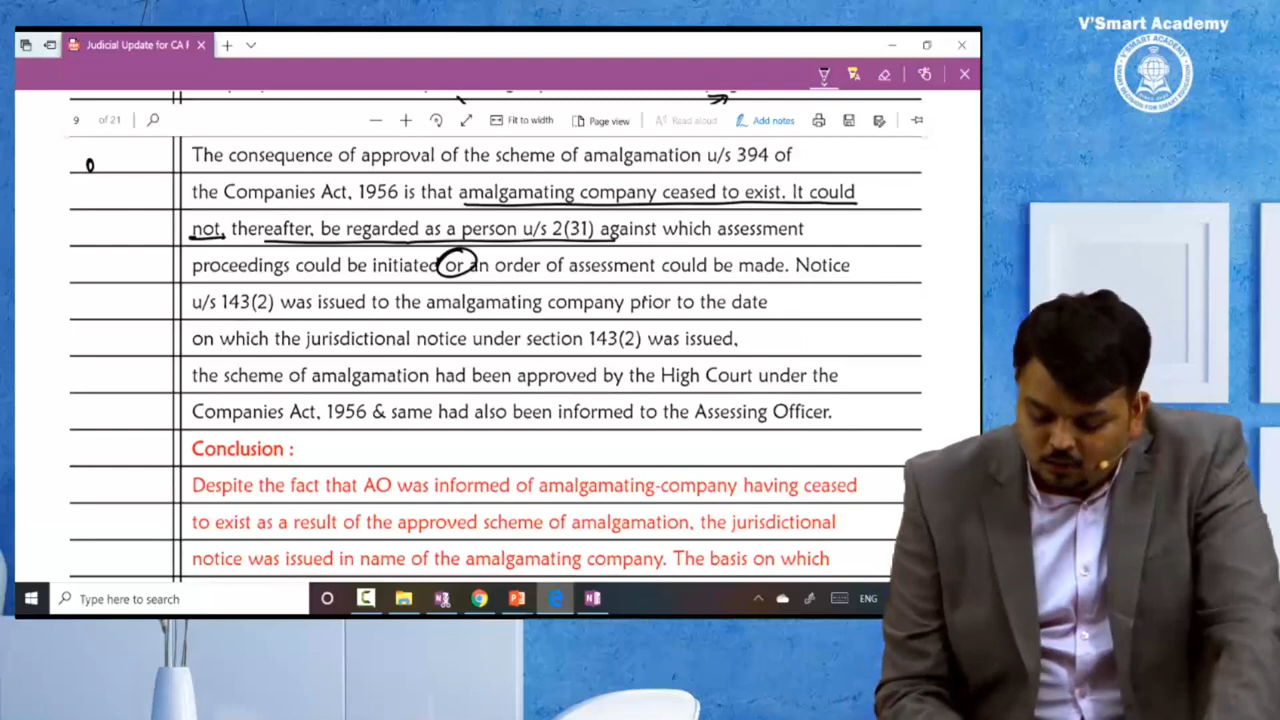 V'Smart Academy
Judicial Update for CA F
9 of 21
Fit to width
Page view
Read aloud
Add notes
The consequence of approval of the scheme of amalgamation u/s 394 of
the Companies Act, 1956 is that amalgamating company ceased to exist. It could
not, thereafter, be regarded as a person u/s 2(31) against which assessment
proceedings could be initiated or an order of assessment could be made. Notice
u/s 143(2) was issued to the amalgamating company prior to the date
on which the jurisdictional notice under section 143(2) was issued,
the scheme of amalgamation had been approved by the High Court under the
Companies Act, 1956 & same had also been informed to the Assessing Officer.
Conclusion :
Despite the fact that AO was informed of amalgamating-company having ceased
to exist as a result of the approved scheme of amalgamation, the jurisdictional
notice was issued in name of the amalgamating company. The basis on which
Type here to search
ENG